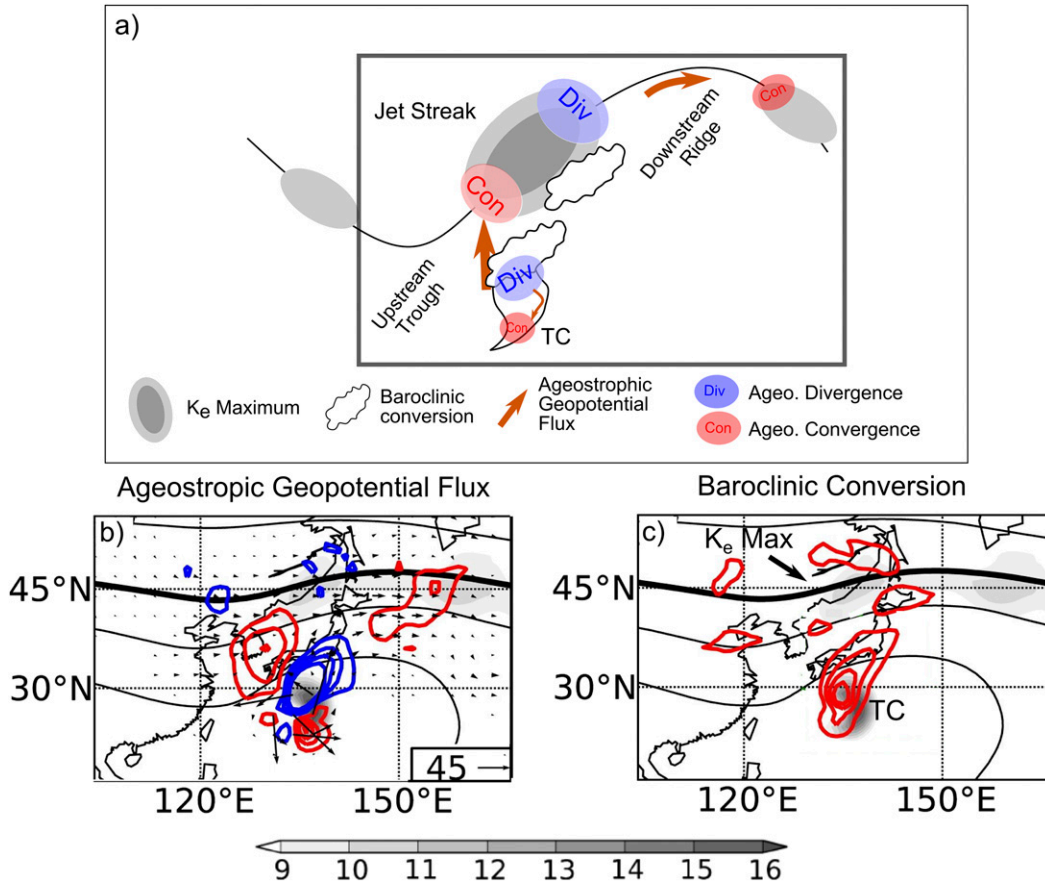 a)
Jet Streak
Div
Con
Downstream
Ridge
Con
Upstream
Trough
Div
Con
TC
Ke Maximum
Baroclinic
conversion
Ageostrophic
Geopotential
Flux
Div
Ageo. Divergence
Con
Ageo. Convergence
Ageostropic Geopotential Flux
Baroclinic Conversion
b)
45°N
30°N
120°E
150°E
45
c)
Ke Max
45°N
30°N
TC
120°E
150°E
9 10 11 12 13 14 15 16